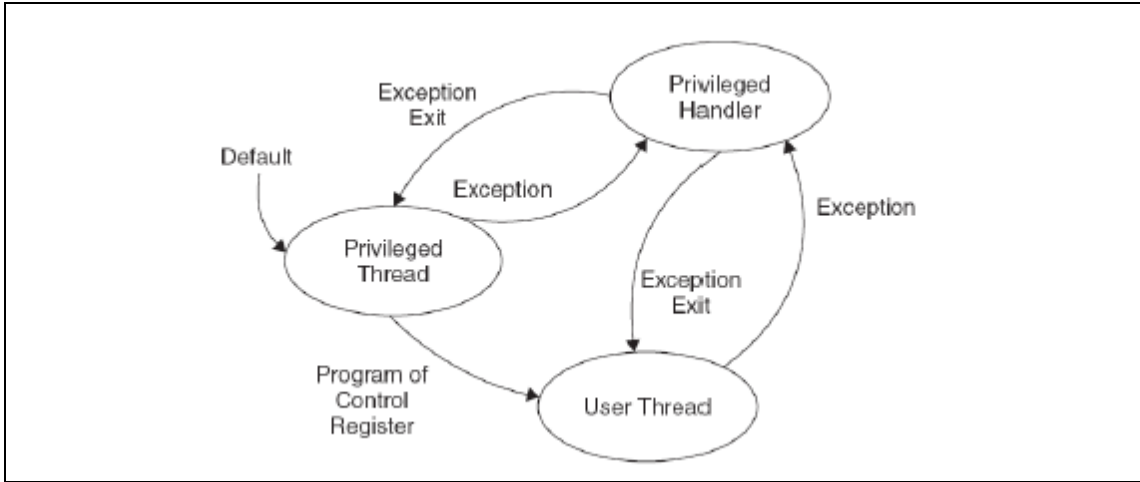 Privileged
Handler
Exception
Exit
Default
Exception
Exception
Privileged
Thread
Exception
Exit
Program of
Control
Register
User Thread